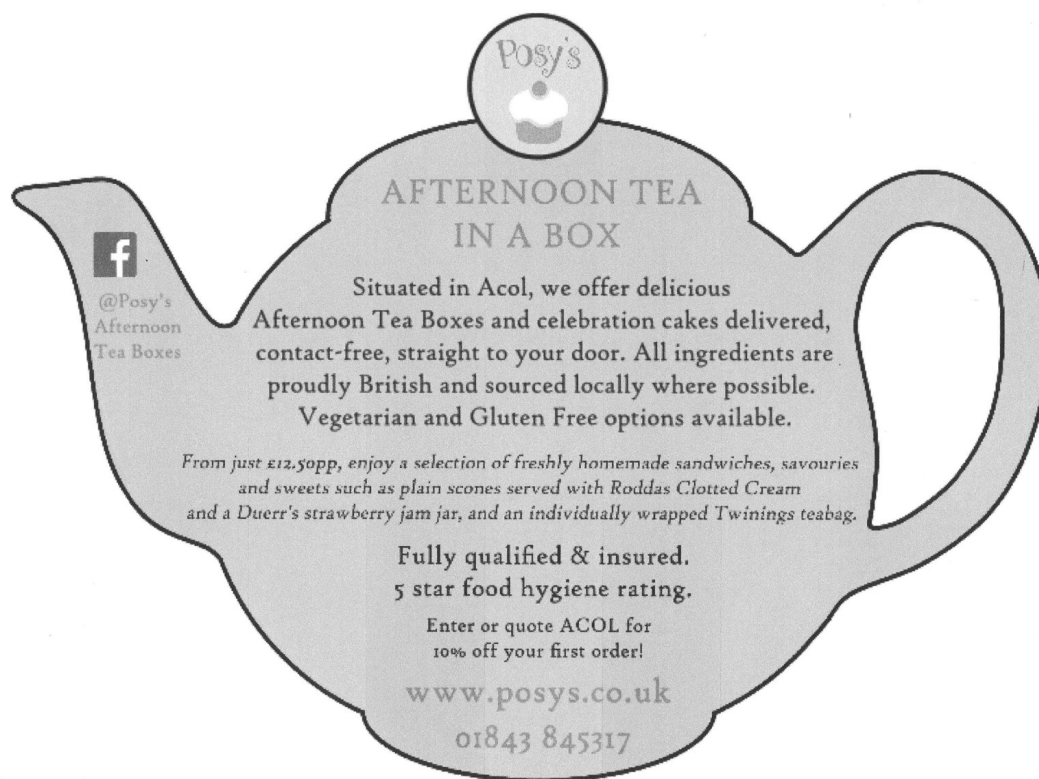 Posy's
AFTERNOON TEA
IN A BOX
f
@Posy's
Afternoon
Tea Boxes
Situated in Acol, we offer delicious
Afternoon Tea Boxes and celebration cakes delivered,
contact-free, straight to your door. All ingredients are
proudly British and sourced locally where possible.
Vegetarian and Gluten Free options available.
From just £12.50pp, enjoy a selection of freshly homemade sandwiches, savouries
and sweets such as plain scones served with Roddas Clotted Cream
and a Duerr's strawberry jam jar, and an individually wrapped Twinings teabag.
Fully qualified & insured.
5 star food hygiene rating.
Enter or quote ACOL for
10% off your first order!
www.posys.co.uk
01843 845317